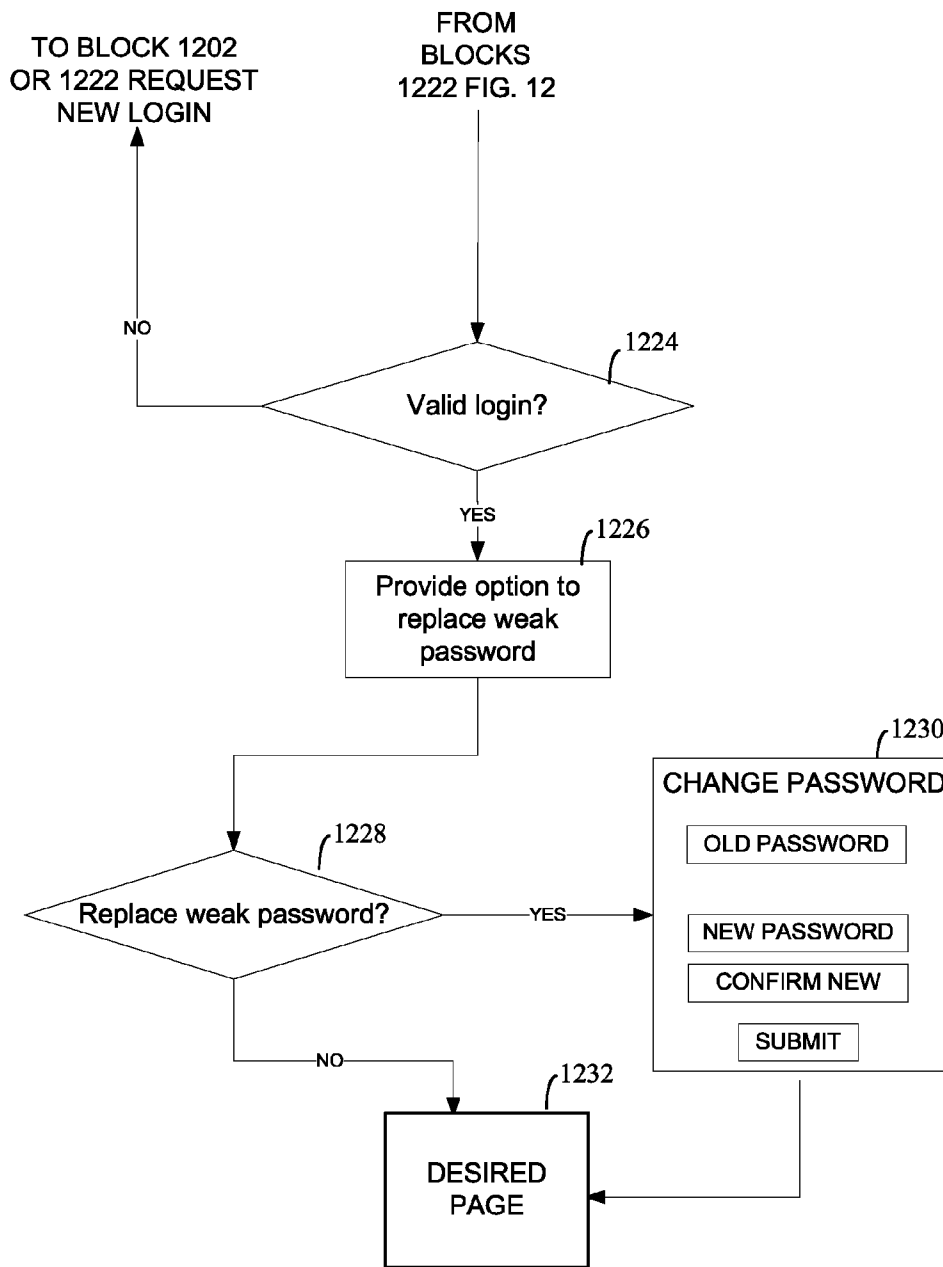 TO BLOCK 1202
OR 1222 REQUEST
NEW LOGIN
FROM
BLOCKS
1222 FIG. 12
NO
1224
Valid login?
YES
1226
Provide option to
replace weak
password
1230
CHANGE PASSWORD
OLD PASSWORD
1228
Replace weak password?
YES
NEW PASSWORD
CONFIRM NEW
SUBMIT
NO
1232
DESIRED
PAGE